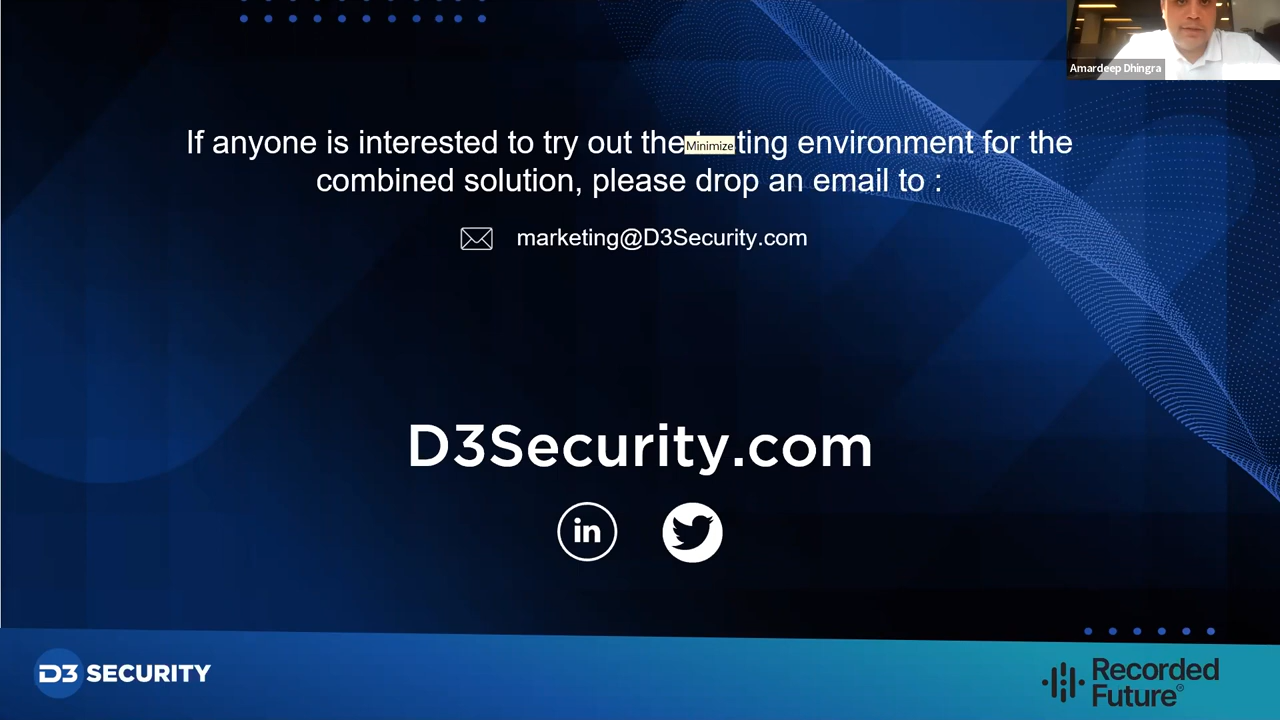 Amardeep Dhingra
If anyone is interested to try out the ting environment for the
Minimize
combined solution, please drop an email to :
marketing@D3Security.com
D3Security.com
in
D3 SECURITY
Recorded
Future®